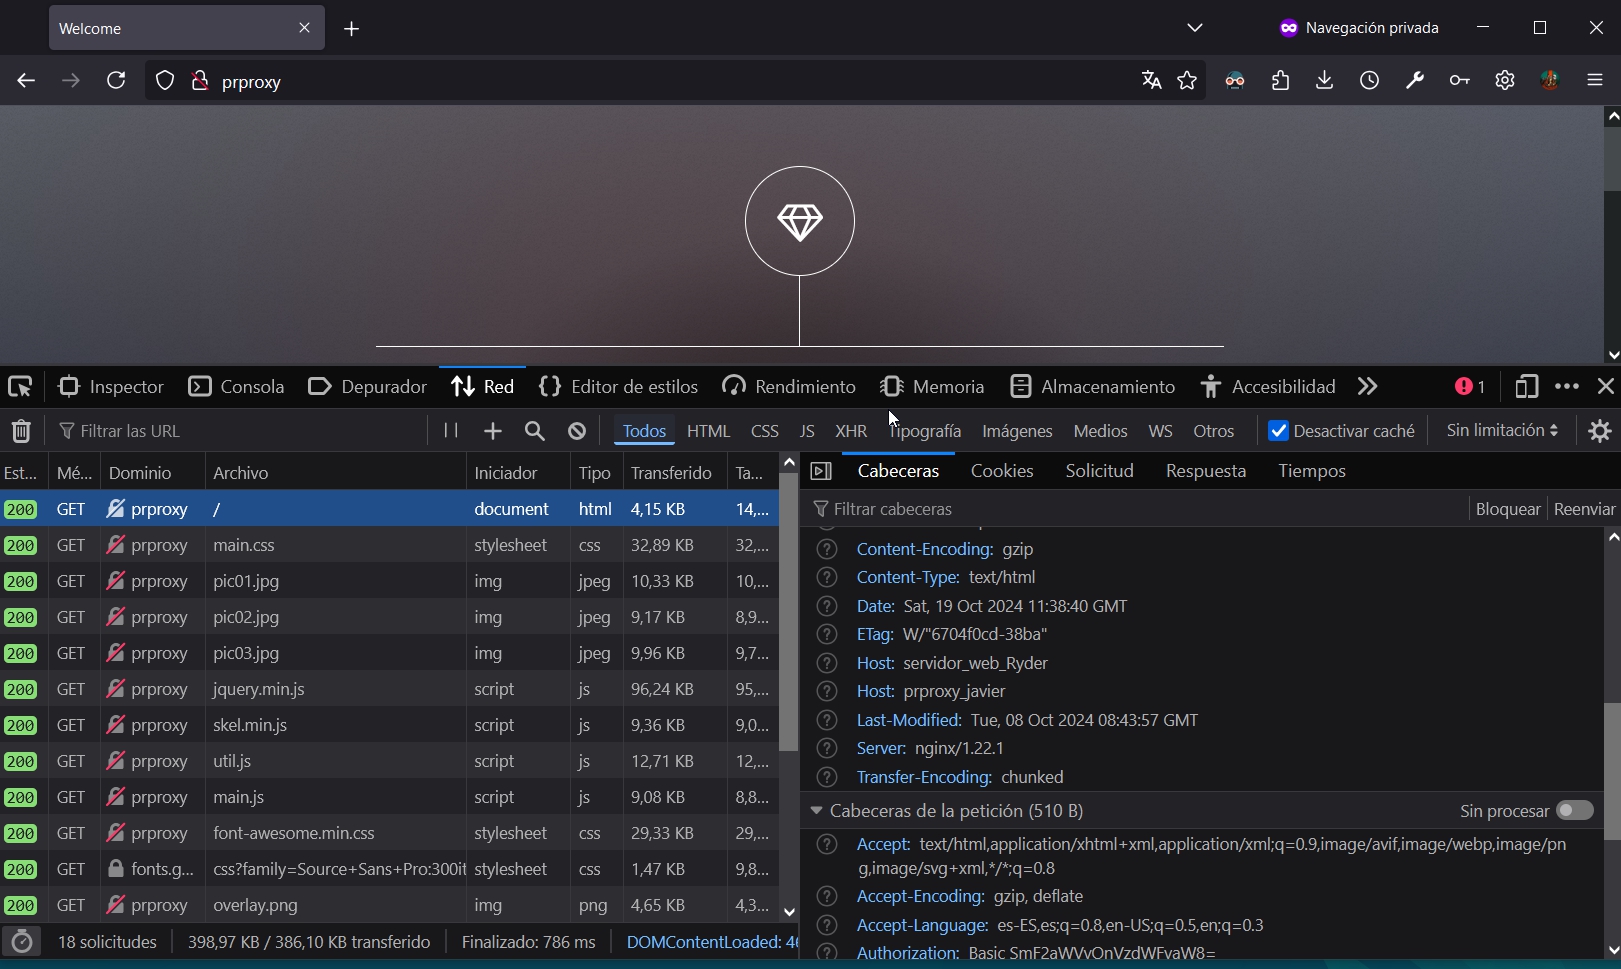 Welcome
Navegación privada
prproxy
Inspector Consola Depurador Red Editor de estilos Rendimiento Memoria Almacenamiento Accesibilidad 1
Filtrar las URL Todos HTML CSS JS XHR Tipografía Imágenes Medios WS Otros Desactivar caché Sin limitación
Est... Mé... Dominio Archivo Iniciador Tipo Transferido Ta...
200 GET prproxy / document html 4,15 KB 14,...
200 GET prproxy main.css stylesheet css 32,89 KB 32,...
200 GET prproxy pic01.jpg img jpeg 10,33 KB 10,...
200 GET prproxy pic02.jpg img jpeg 9,17 KB 8,9...
200 GET prproxy pic03.jpg img jpeg 9,96 KB 9,7...
200 GET prproxy jquery.min.js script js 96,24 KB 95,...
200 GET prproxy skel.min.js script js 9,36 KB 9,0...
200 GET prproxy util.js script js 12,71 KB 12,...
200 GET prproxy main.js script js 9,08 KB 8,8...
200 GET prproxy font-awesome.min.css stylesheet css 29,33 KB 29,...
200 GET fonts.g... css?family=Source+Sans+Pro:300it stylesheet css 1,47 KB 9,8...
200 GET prproxy overlay.png img png 4,65 KB 4,3...
18 solicitudes 398,97 KB / 386,10 KB transferido Finalizado: 786 ms DOMContentLoaded:
Cabeceras Cookies Solicitud Respuesta Tiempos
Filtrar cabeceras Bloquear Reenviar
Content-Encoding: gzip
Content-Type: text/html
Date: Sat, 19 Oct 2024 11:38:40 GMT
ETag: W/"6704f0cd-38ba"
Host: servidor_web_Ryder
Host: prproxy_javier
Last-Modified: Tue, 08 Oct 2024 08:43:57 GMT
Server: nginx/1.22.1
Transfer-Encoding: chunked
Cabeceras de la petición (510 B) Sin procesar
Accept: text/html,application/xhtml+xml,application/xml;q=0.9,image/avif,image/webp,image/pn
g,image/svg+xml,*/*;q=0.8
Accept-Encoding: gzip, deflate
Accept-Language: es-ES,es;q=0.8,en-US;q=0.5,en;q=0.3
Authorization: Basic SmF2aWVyOnVzdWFyaW8=